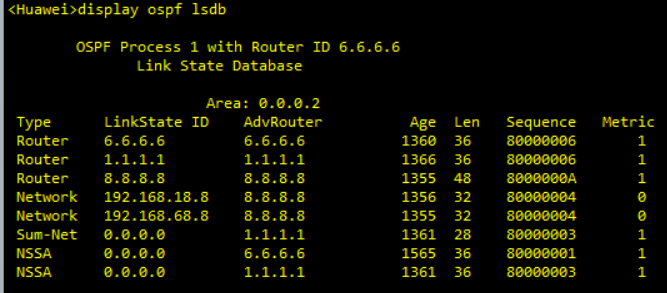 <Huawei>display ospf lsdb
OSPF Process 1 with Router ID 6.6.6.6
Link State Database
Area: 0.0.0.2
Type LinkState ID AdvRouter Age Len Sequence Metric
Router 6.6.6.6 6.6.6.6 1360 36 80000006 1
Router 1.1.1.1 1.1.1.1 1366 36 80000006 1
Router 8.8.8.8 8.8.8.8 1355 48 8000000A 1
Network 192.168.18.8 8.8.8.8 1356 32 80000004 0
Network 192.168.68.8 8.8.8.8 1355 32 80000004 0
Sum-Net 0.0.0.0 1.1.1.1 1361 28 80000003 1
NSSA 0.0.0.0 6.6.6.6 1565 36 80000001 1
NSSA 0.0.0.0 1.1.1.1 1361 36 80000003 1